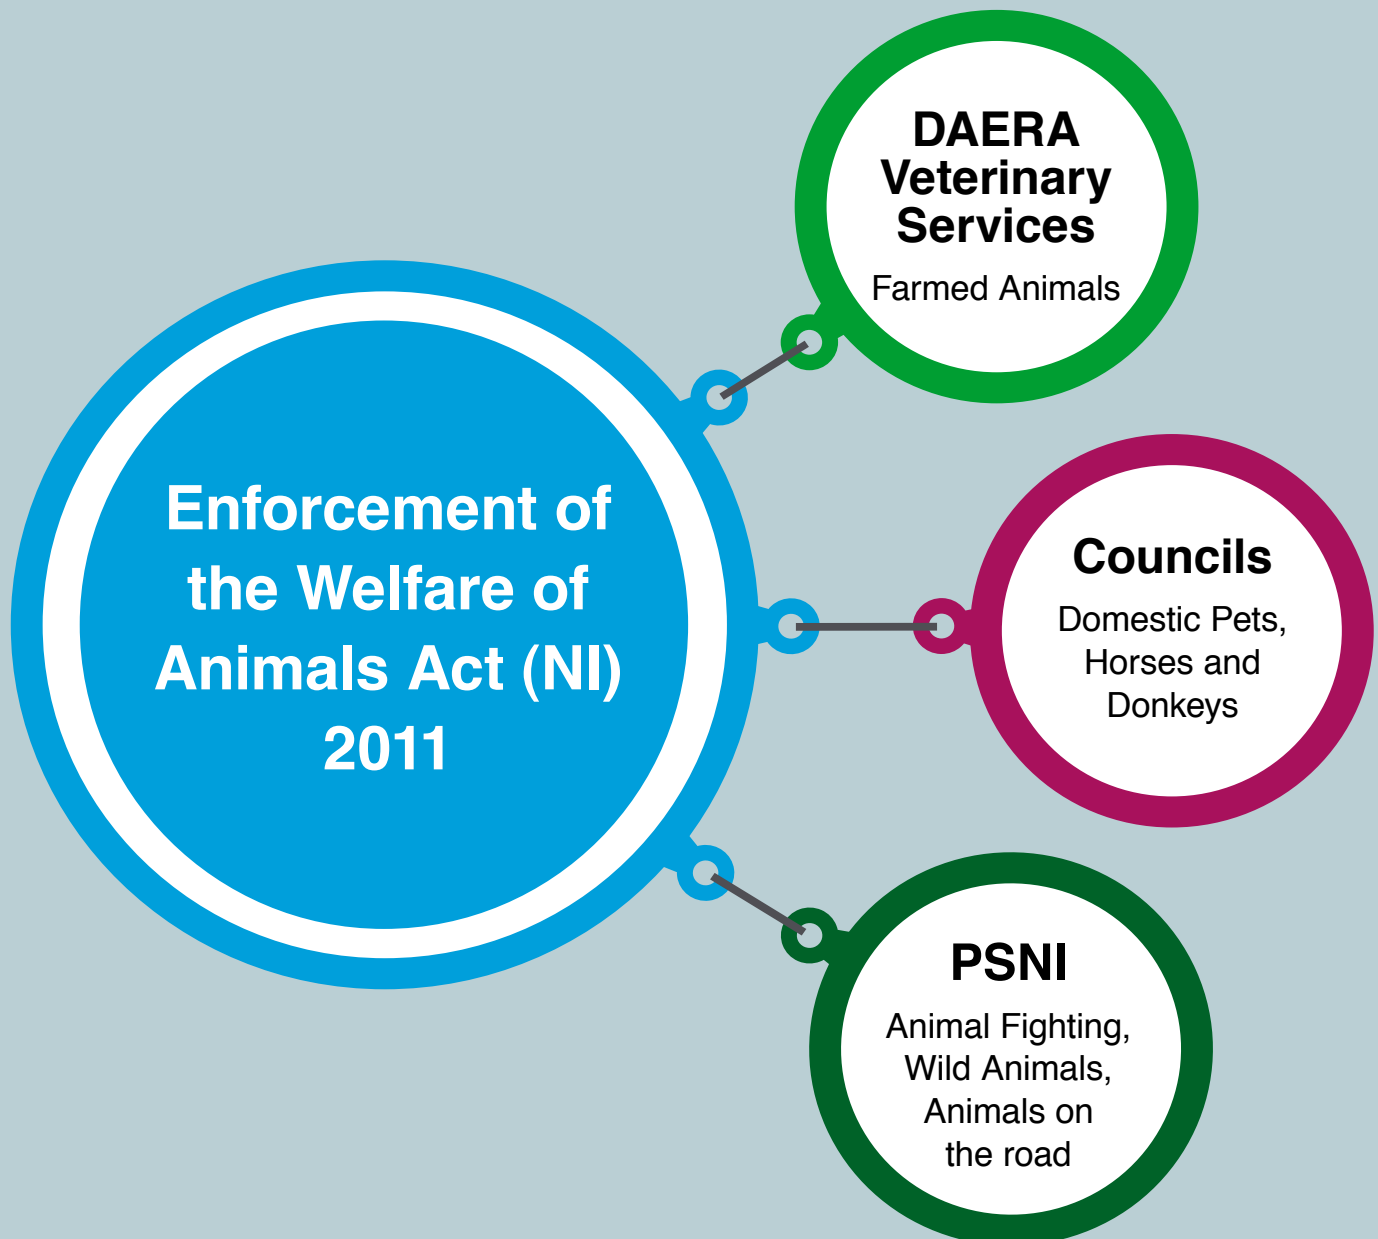 Enforcement of
the Welfare of
Animals Act (NI)
2011
DAERA
Veterinary
Services
Farmed Animals
Councils
Domestic Pets,
Horses and
Donkeys
PSNI
Animal Fighting,
Wild Animals,
Animals on
the road